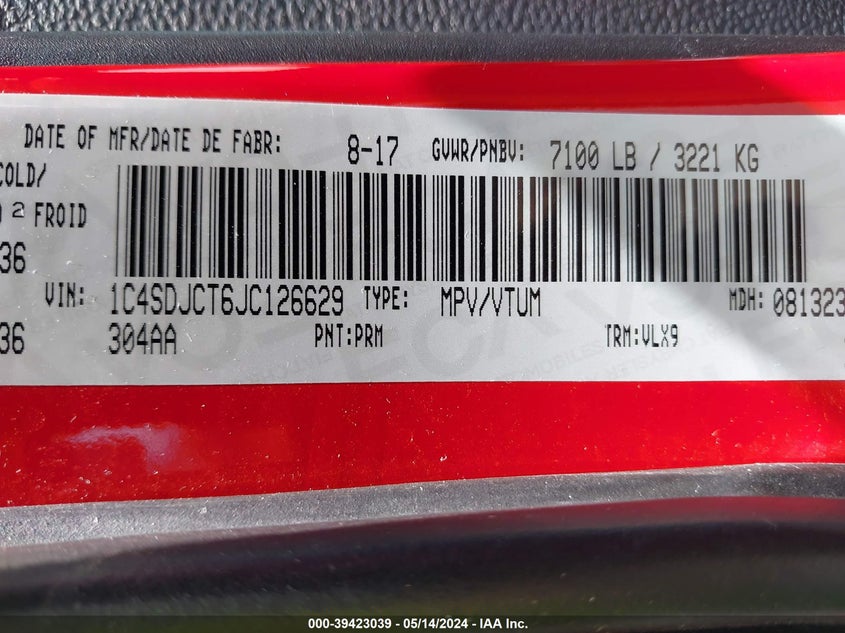 DATE OF MFR/DATE DE FABR: 8-17 GVWR/PNBV: 7100 LB / 3221 KG
COLD/
2 FROID
36
VIN: 1C4SDJCT6JC126629 TYPE: MPV/VTUM MDH: 081323
36 304AA PNT:PRM TRM:VLX9
000-39423039 - 05/14/2024 - IAA Inc.